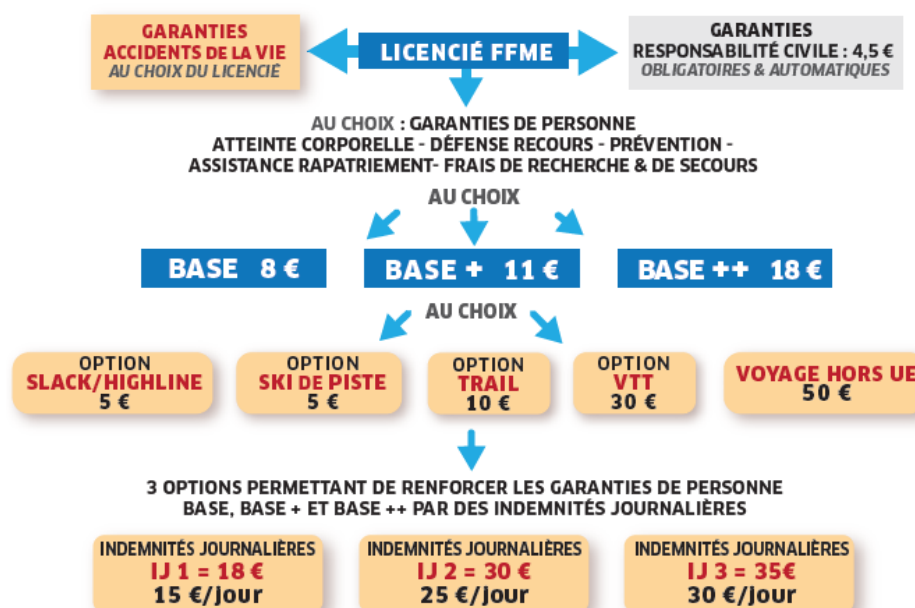 GARANTIES
ACCIDENTS DE LA VIE
AU CHOIX DU LICENCIÉ
LICENCIÉ FFME
GARANTIES
RESPONSABILITÉ CIVILE : 4,5 €
OBLIGATOIRES & AUTOMATIQUES
AU CHOIX : GARANTIES DE PERSONNE
ATTEINTE CORPORELLE - DÉFENSE RECOURS - PRÉVENTION -
ASSISTANCE RAPATRIEMENT- FRAIS DE RECHERCHE & DE SECOURS
AU CHOIX
BASE 8 €
BASE + 11 €
BASE ++ 18 €
AU CHOIX
OPTION
SLACK/HIGHLINE
5 €
OPTION
SKI DE PISTE
5 €
OPTION
TRAIL
10 €
OPTION
VTT
30 €
VOYAGE HORS UE
50 €
3 OPTIONS PERMETTANT DE RENFORCER LES GARANTIES DE PERSONNE
BASE, BASE + ET BASE ++ PAR DES INDEMNITÉS JOURNALIÈRES
INDEMNITÉS JOURNALIÈRES
IJ 1 = 18 €
15 €/jour
INDEMNITÉS JOURNALIÈRES
IJ 2 = 30 €
25 €/jour
INDEMNITÉS JOURNALIÈRES
IJ 3 = 35€
30 €/jour